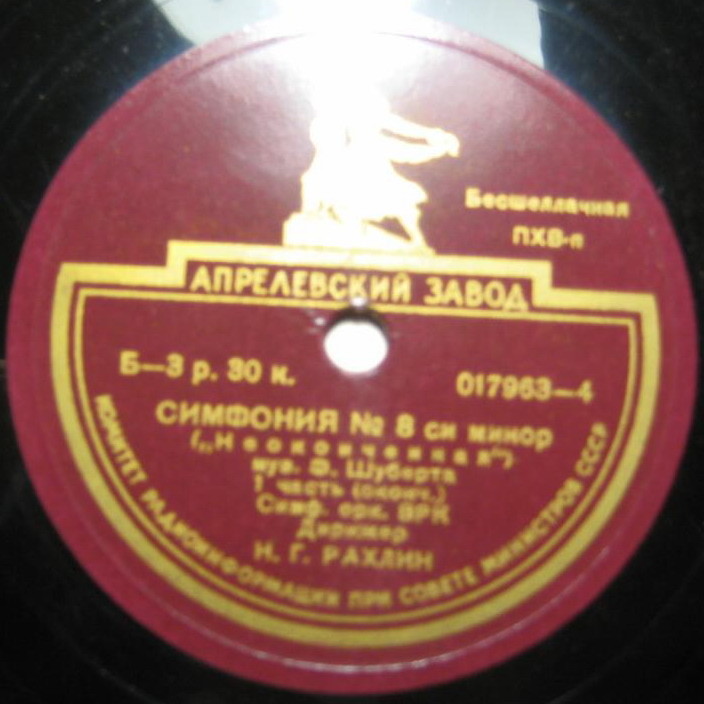 Бесшеллачная
ПХВ-п
АПРЕЛЕВСКИЙ ЗАВОД
Б—3 р. 30 к.
017963—4
СИМФОНИЯ № 8 си минор
(„Неоконченная“)
муз. Ф. Шуберта
1 часть (оконч.)
Симф. орк. ВРК
Дирижер
Н. Г. РАХЛИН
КОМИТЕТ РАДИОИНФОРМАЦИИ ПРИ СОВЕТЕ МИНИСТРОВ СССР